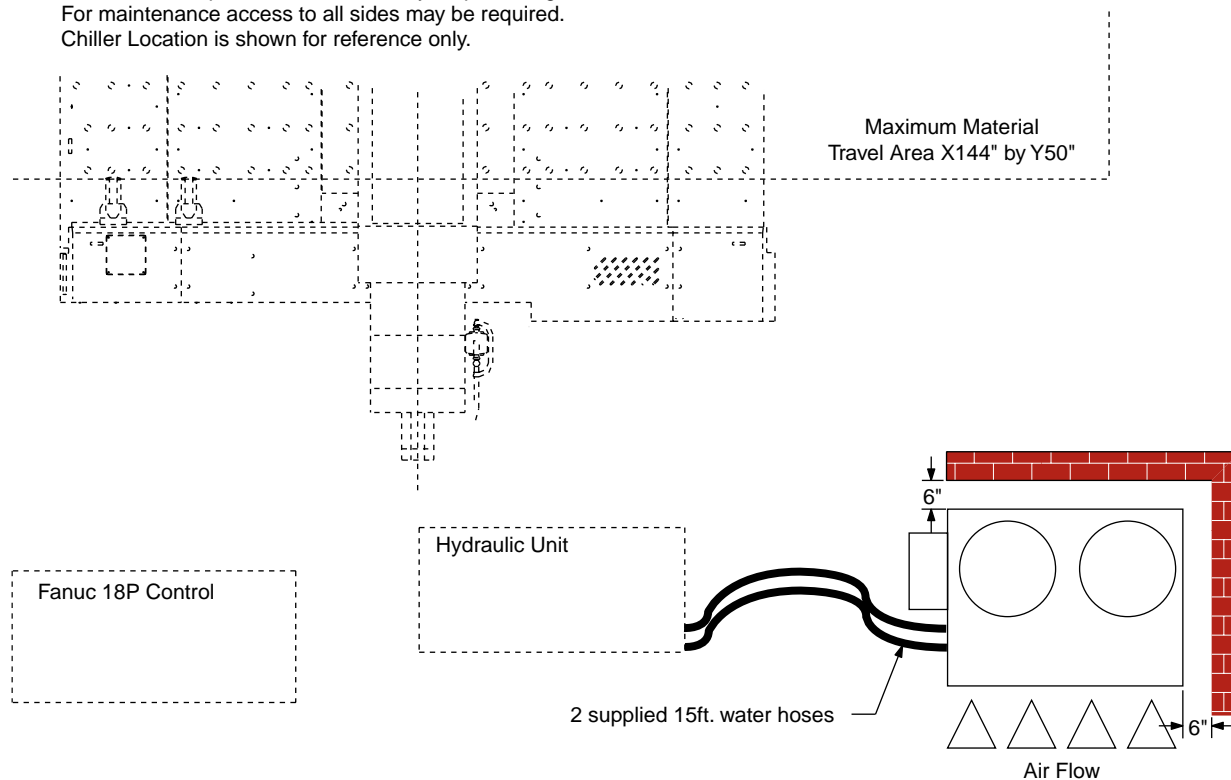 For maintenance access to all sides may be required.
Chiller Location is shown for reference only.
Maximum Material
Travel Area X144" by Y50"
6"
Hydraulic Unit
Fanuc 18P Control
2 supplied 15ft. water hoses
6"
Air Flow